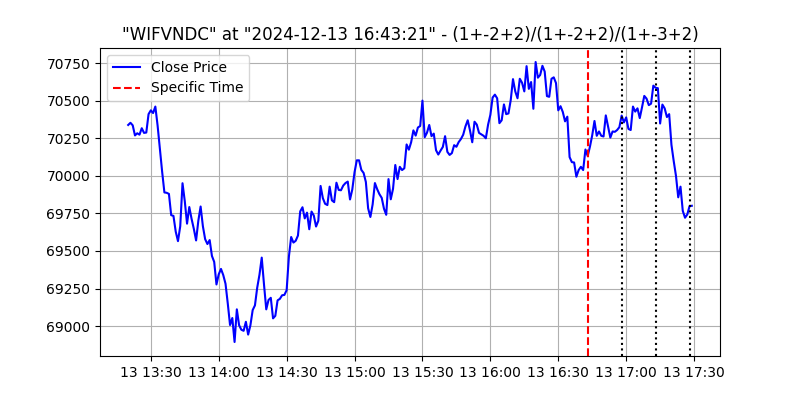 "WIFVNDC" at "2024-12-13 16:43:21" - (1+-2+2)/(1+-2+2)/(1+-3+2)
Close Price
Specific Time
70750
70500
70250
70000
69750
69500
69250
69000
13 13:30 13 14:00 13 14:30 13 15:00 13 15:30 13 16:00 13 16:30 13 17:00 13 17:30